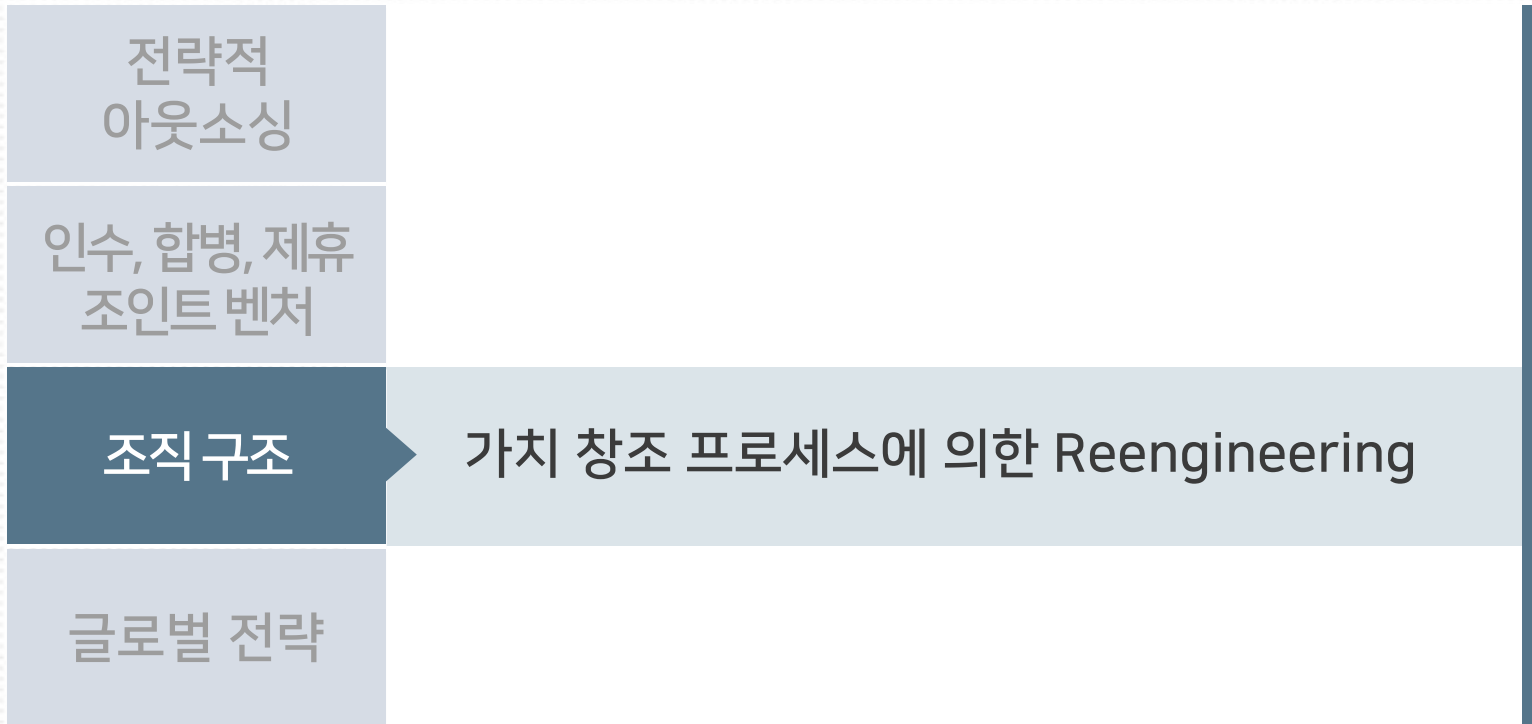 전략적
아웃소싱
인수, 합병, 제휴
조인트 벤처
조직 구조
가치 창조 프로세스에 의한 Reengineering
글로벌 전략